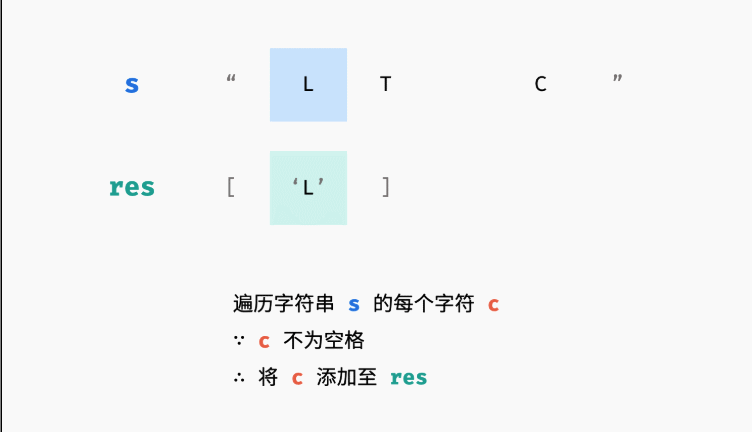 s “ L T C ”
res [ ‘L’ ]
遍历字符串 s 的每个字符 c
∵ c 不为空格
∴ 将 c 添加至 res